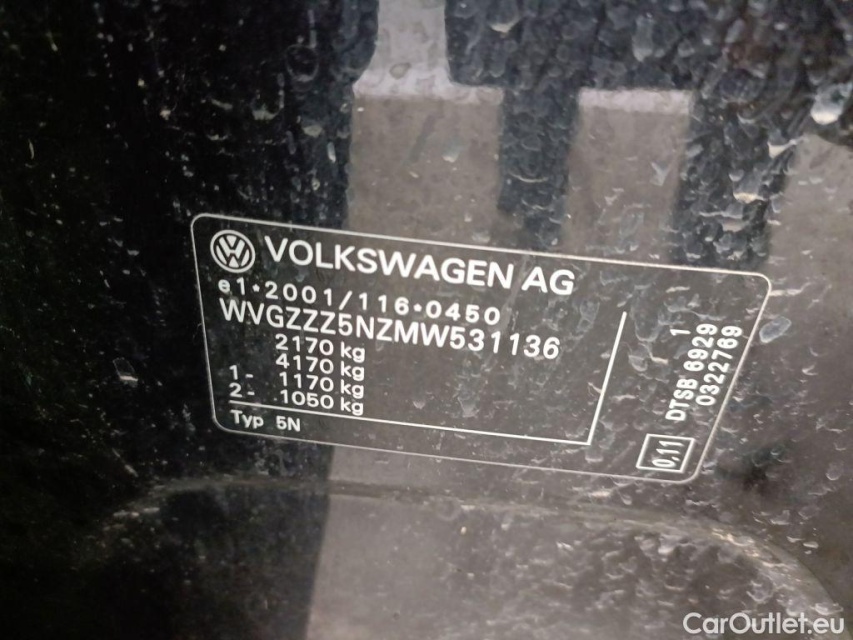 VOLKSWAGEN AG
e1*2001/116*0450
WVGZZZ5NZMW531136
2170 kg
4170 kg
1- 1170 kg
2- 1050 kg
Typ 5N
1
DTSB 6929
0322769
0,11
CarOutlet.eu